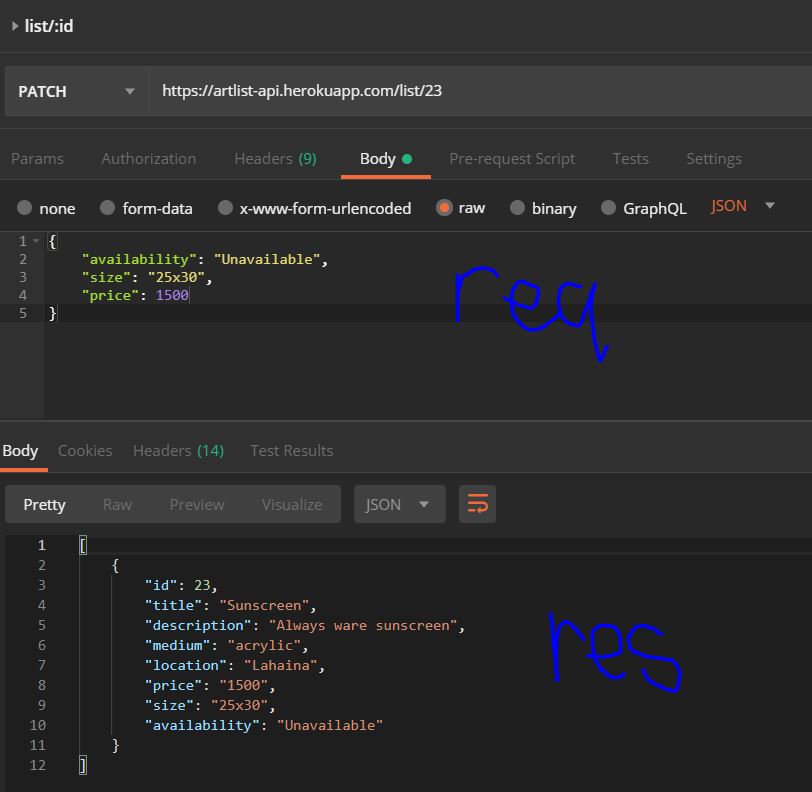 list/:id
PATCH https://artlist-api.herokuapp.com/list/23
Params Authorization Headers (9) Body Pre-request Script Tests Settings
none form-data x-www-form-urlencoded raw binary GraphQL JSON
1 {
2 "availability": "Unavailable",
3 "size": "25x30",
4 "price": 1500
5 }
req
Body Cookies Headers (14) Test Results
Pretty Raw Preview Visualize JSON
1 [
2 {
3 "id": 23,
4 "title": "Sunscreen",
5 "description": "Always ware sunscreen",
6 "medium": "acrylic",
7 "location": "Lahaina",
8 "price": "1500",
9 "size": "25x30",
10 "availability": "Unavailable"
11 }
12 ]
res